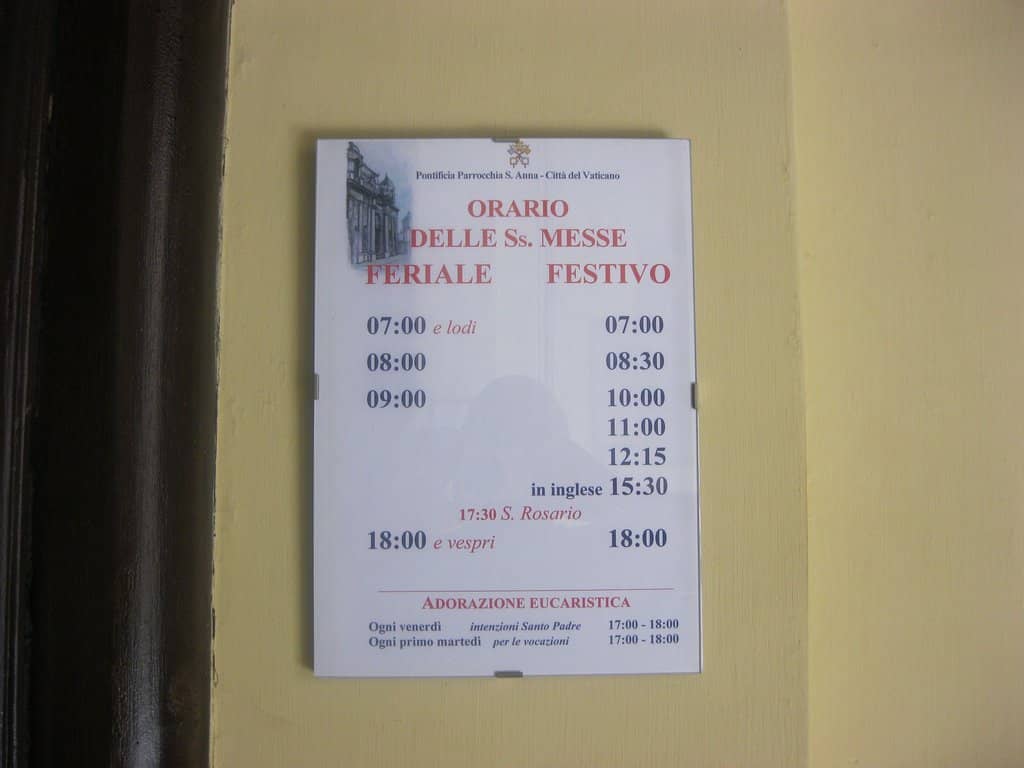 Pontificia Parrocchia S. Anna - Città del Vaticano
ORARIO
DELLE Ss. MESSE
FERIALE FESTIVO
07:00 e lodi 07:00
08:00 08:30
09:00 10:00
11:00
12:15
in inglese 15:30
17:30 S. Rosario
18:00 e vespri 18:00
ADORAZIONE EUCARISTICA
Ogni venerdì intenzioni Santo Padre 17:00 - 18:00
Ogni primo martedì per le vocazioni 17:00 - 18:00